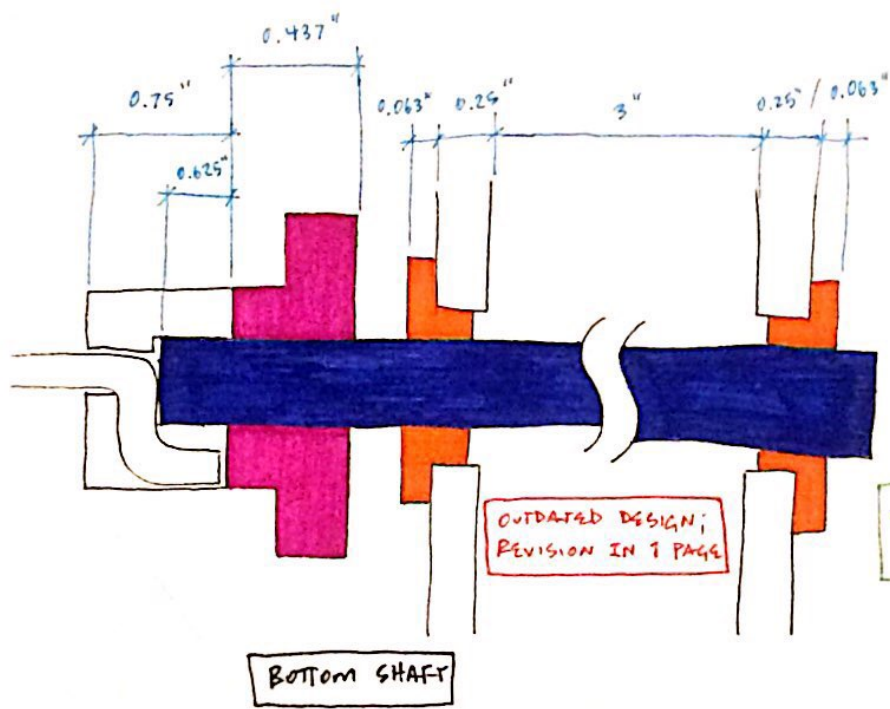 0.437"
0.75"
0.063"
0.25"
3"
0.25" / 0.063"
0.625"
OUTDATED DESIGN;
REVISION IN 1 PAGE
BOTTOM SHAFT